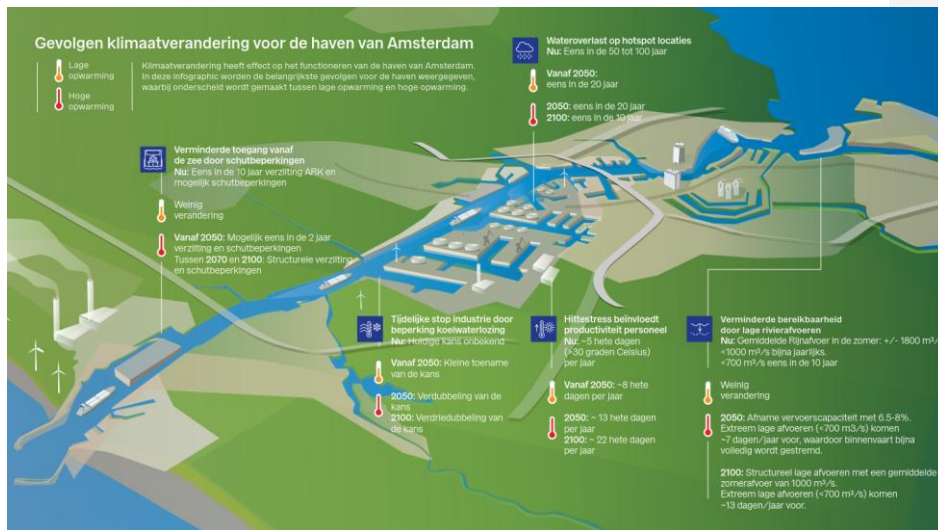 Gevolgen klimaatverandering voor de haven van Amsterdam
Lage
opwarming
Hoge
opwarming
Klimaatverandering heeft effect op het functioneren van de haven van Amsterdam.
In deze infographic worden de belangrijkste gevolgen voor de haven weergegeven,
waarbij onderscheid wordt gemaakt tussen lage opwarming en hoge opwarming.
Wateroverlast op hotspot locaties
Nu: Eens in de 50 tot 100 jaar
Vanaf 2050:
eens in de 20 jaar
2050: eens in de 20 jaar
2100: eens in de 10 jaar
Verminderde toegang vanaf
de zee door schutbeperkingen
Nu: Eens in de 10 jaar verzilting ARK en
mogelijk schutbeperkingen
Weinig
verandering
Vanaf 2050: Mogelijk eens in de 2 jaar
verzilting en schutbeperkingen
Tussen 2070 en 2100: Structurele verzilting
en schutbeperkingen
Tijdelijke stop industrie door
beperking koelwaterlozing
Nu: Huidige kans onbekend
Vanaf 2050: Kleine toename
van de kans
2050: Verdubbeling van de
kans
2100: Verdriedubbeling van
de kans
Hittestress beïnvloedt
productiviteit personeel
Nu: ~5 hete dagen
(>30 graden Celsius)
per jaar
Vanaf 2050: ~8 hete
dagen per jaar
2050: ~ 13 hete dagen
per jaar
2100: ~ 22 hete dagen
per jaar
Verminderde bereikbaarheid
door lage rivierafvoeren
Nu: Gemiddelde Rijnafvoer in de zomer: +/- 1800 m³/
<1000 m³/s bijna jaarlijks.
<700 m³/s eens in de 10 jaar
Weinig
verandering
2050: Afname vervoerscapaciteit met 6.5-8%.
Extreem lage afvoeren (<700 m3/s) komen
~7 dagen/jaar voor, waardoor binnenvaart bijna
volledig wordt gestremd.
2100: Structureel lage afvoeren met een gemiddelde
zomerafvoer van 1000 m³/s.
Extreem lage afvoeren (<700 m³/s) komen
~13 dagen/jaar voor.